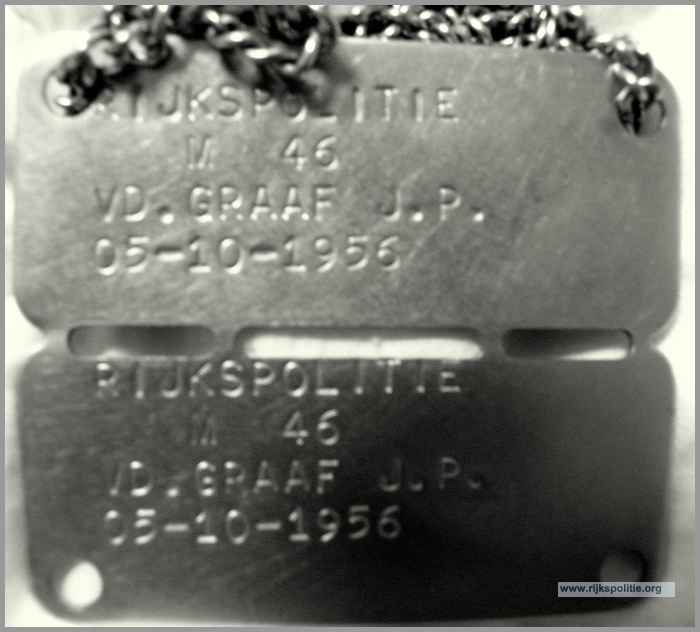 RIJKSPOLITIE
M 46
VD.GRAAF J.P.
05-10-1956
RIJKSPOLITIE
M 46
VD.GRAAF J.P.
05-10-1956
www.rijkspolitie.org